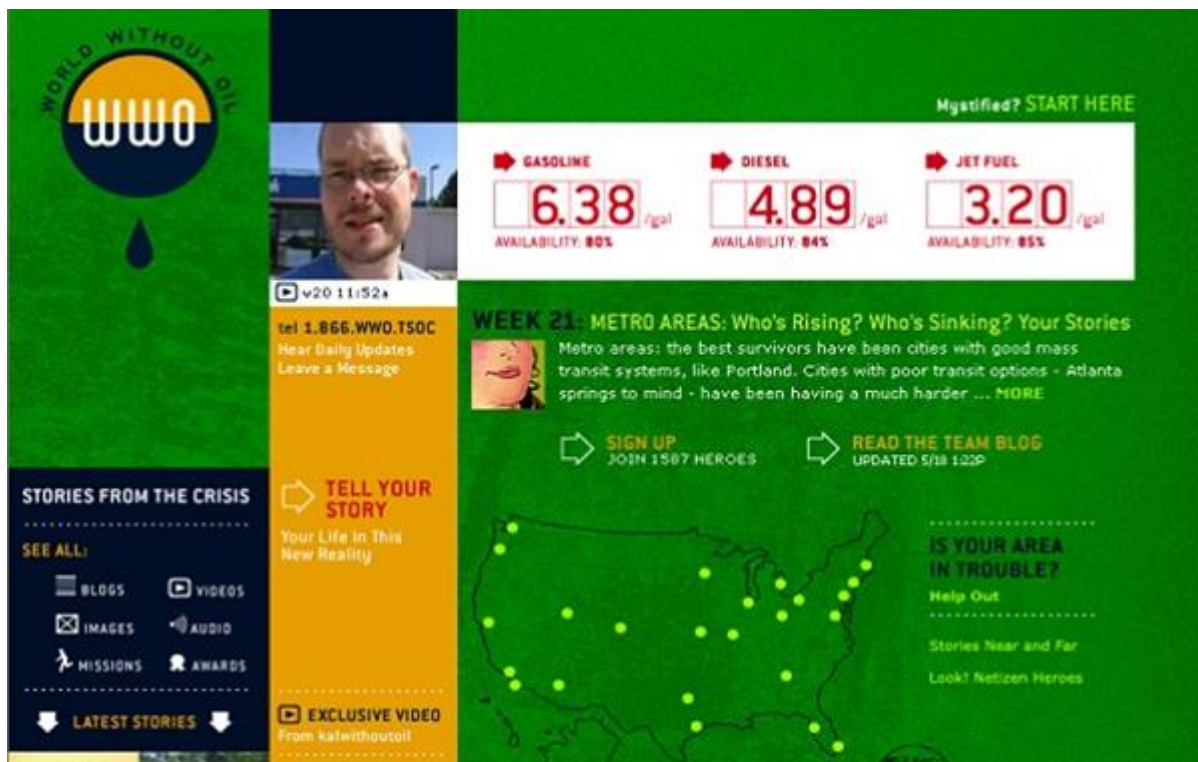 WORLD WITHOUT OIL
WWO
Mystified? START HERE
GASOLINE
6.38 /gal
AVAILABILITY: 80%
DIESEL
4.89 /gal
AVAILABILITY: 84%
JET FUEL
3.20 /gal
AVAILABILITY: 85%
v20 11:52a
tel 1.866.WWO.TSOC
Hear Daily Updates
Leave a Message
WEEK 21: METRO AREAS: Who's Rising? Who's Sinking? Your Stories
Metro areas: the best survivors have been cities with good mass
transit systems, like Portland. Cities with poor transit options - Atlanta
springs to mind - have been having a much harder ... MORE
SIGN UP
JOIN 1587 HEROES
READ THE TEAM BLOG
UPDATED 5/18 1:22P
STORIES FROM THE CRISIS
SEE ALL:
BLOGS
VIDEOS
IMAGES
AUDIO
MISSIONS
AWARDS
LATEST STORIES
TELL YOUR
STORY
Your Life in This
New Reality
EXCLUSIVE VIDEO
From kalwithoutoil
IS YOUR AREA
IN TROUBLE?
Help Out
Stories Near and Far
Look! Netizen Heroes